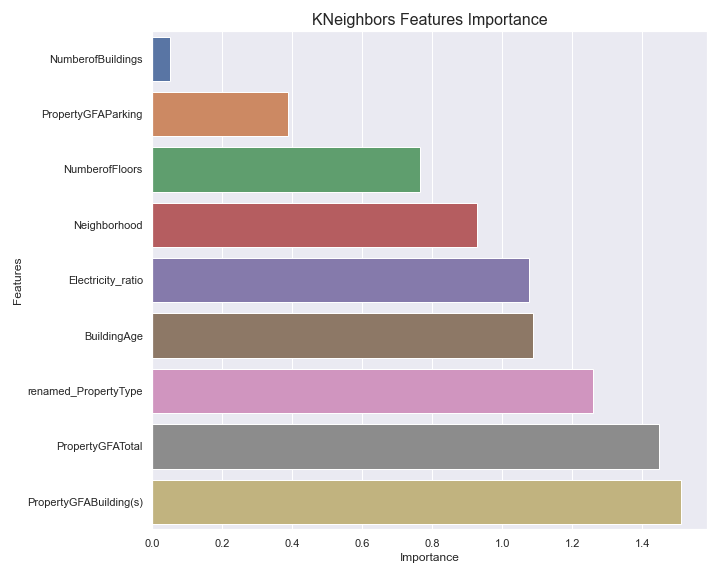 KNeighbors Features Importance
NumberofBuildings
PropertyGFAParking
NumberofFloors
Neighborhood
Electricity_ratio
BuildingAge
renamed_PropertyType
PropertyGFATotal
PropertyGFABuilding(s)
Features
0.0 0.2 0.4 0.6 0.8 1.0 1.2 1.4
Importance